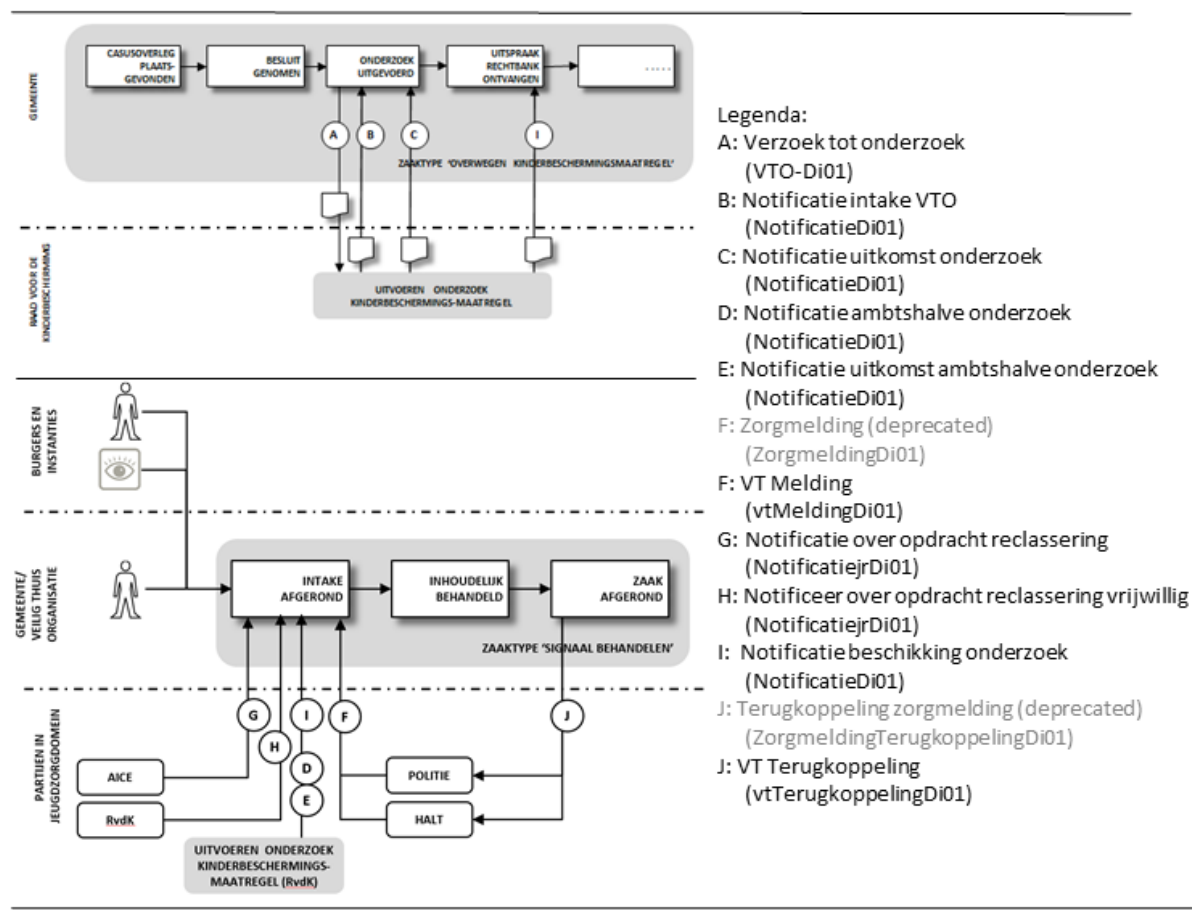 GEMEENTE
CASUSOVERLEG
PLAATS-
GEVONDEN
BESLUIT
GENOMEN
ONDERZOEK
UITGEVOERD
UITSPRAAK
RECHTBANK
ONTVANGEN
.....
A
B
C
I
ZAAKTYPE 'OVERWEGEN KINDERBESCHERMINGSMAATREGEL'
RAAD VOOR DE
KINDERBESCHERMING
UITVOEREN ONDERZOEK
KINDERBESCHERMINGS-MAATREGEL
BURGERS EN
INSTANTIES
GEMEENTE/
VEILIG THUIS
ORGANISATIE
INTAKE
AFGEROND
INHOUDELIJK
BEHANDELD
ZAAK
AFGEROND
ZAAKTYPE 'SIGNAAL BEHANDELEN'
PARTIJEN IN
JEUGDZORGDOMEIN
G
I
F
J
H
D
E
AICE
RvdK
POLITIE
HALT
UITVOEREN ONDERZOEK
KINDERBESCHERMINGS-
MAATREGEL (RvdK)
Legenda:
A: Verzoek tot onderzoek
(VTO-Di01)
B: Notificatie intake VTO
(NotificatieDi01)
C: Notificatie uitkomst onderzoek
(NotificatieDi01)
D: Notificatie ambtshalve onderzoek
(NotificatieDi01)
E: Notificatie uitkomst ambtshalve onderzoek
(NotificatieDi01)
F: Zorgmelding (deprecated)
(ZorgmeldingDi01)
F: VT Melding
(vtMeldingDi01)
G: Notificatie over opdracht reclassering
(NotificatiejrDi01)
H: Notificeer over opdracht reclassering vrijwillig
(NotificatiejrDi01)
I: Notificatie beschikking onderzoek
(NotificatieDi01)
J: Terugkoppeling zorgmelding (deprecated)
(ZorgmeldingTerugkoppelingDi01)
J: VT Terugkoppeling
(vtTerugkoppelingDi01)